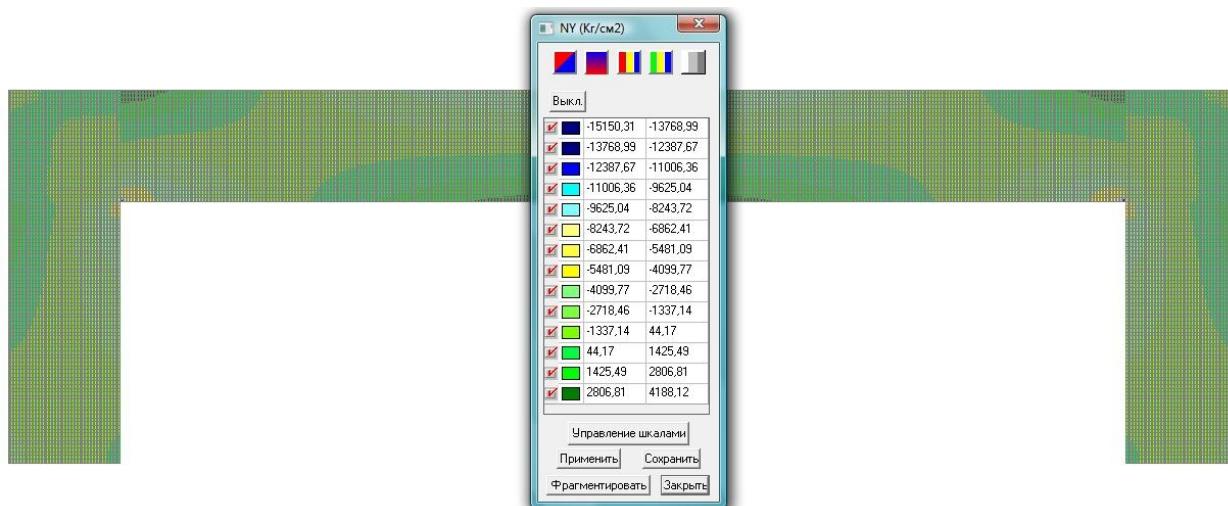 NY (Кг/см2)
Выкл.
-15150,31 -13768,99
-13768,99 -12387,67
-12387,67 -11006,36
-11006,36 -9625,04
-9625,04 -8243,72
-8243,72 -6862,41
-6862,41 -5481,09
-5481,09 -4099,77
-4099,77 -2718,46
-2718,46 -1337,14
-1337,14 44,17
44,17 1425,49
1425,49 2806,81
2806,81 4188,12
Управление шкалами
Применить Сохранить
Фрагментировать Закрыть